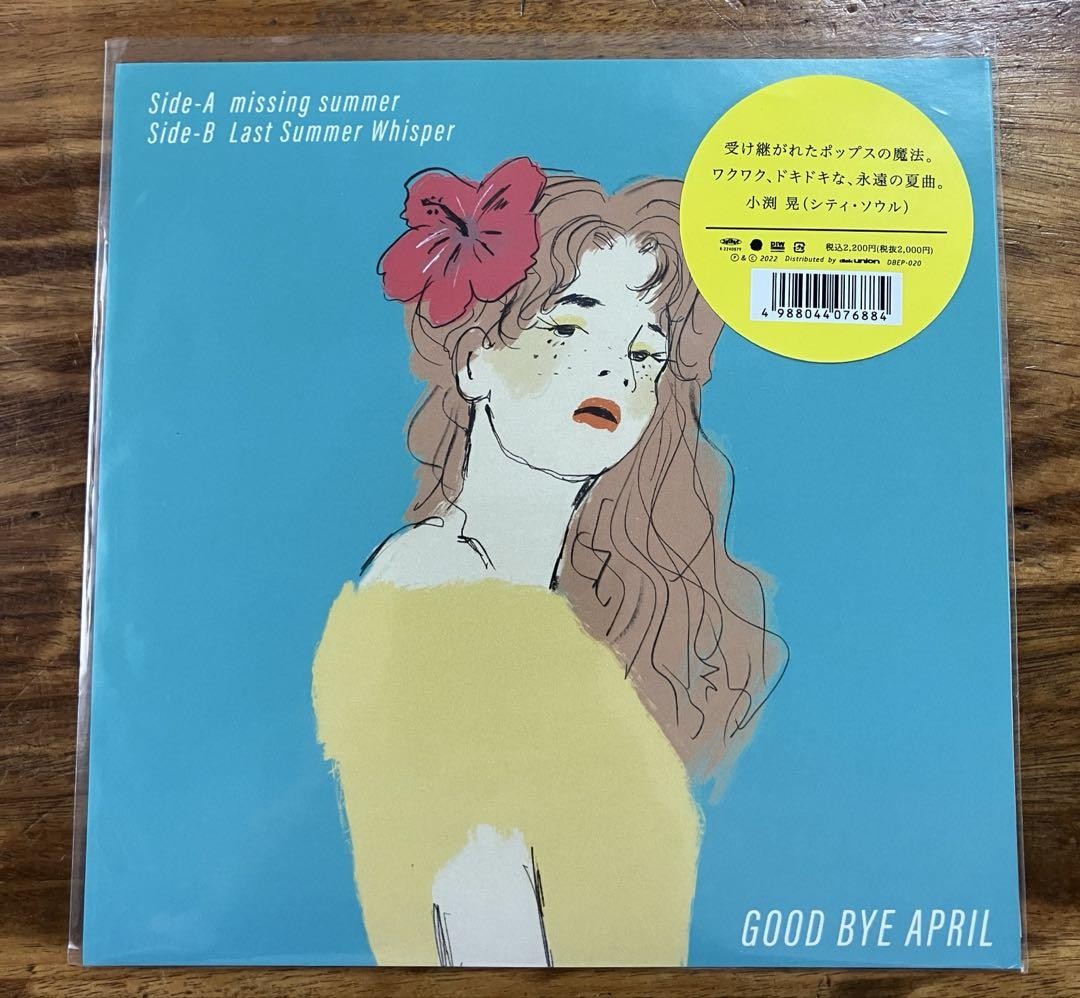 Side-A missing summer
Side-B Last Summer Whisper
受け継がれたポップスの魔法。
ワクワク、ドキドキな、永遠の夏曲。
小渕 晃(シティ・ソウル)
税込2,200円(税抜2,000円)
Ⓟ & Ⓒ 2022 Distributed by disk union DBEP-020
4 988044 076884
GOOD BYE APRIL